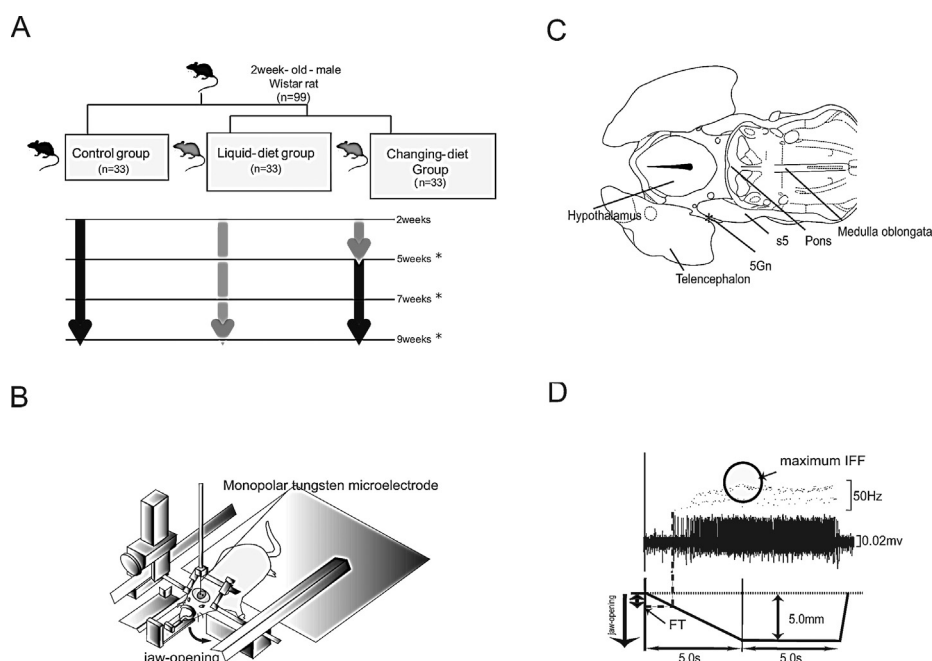 A
2week- old - male
Wistar rat
(n=99)
Control group
(n=33)
Liquid-diet group
(n=33)
Changing-diet
Group
(n=33)
2weeks
5weeks *
7weeks *
9weeks *
B
Monopolar tungsten microelectrode
jaw-opening
C
Hypothalamus
*
s5
Pons
Medulla oblongata
5Gn
Telencephalon
D
maximum IFF
50Hz
0.02mv
jaw-opening
FT
5.0mm
5.0s
5.0s